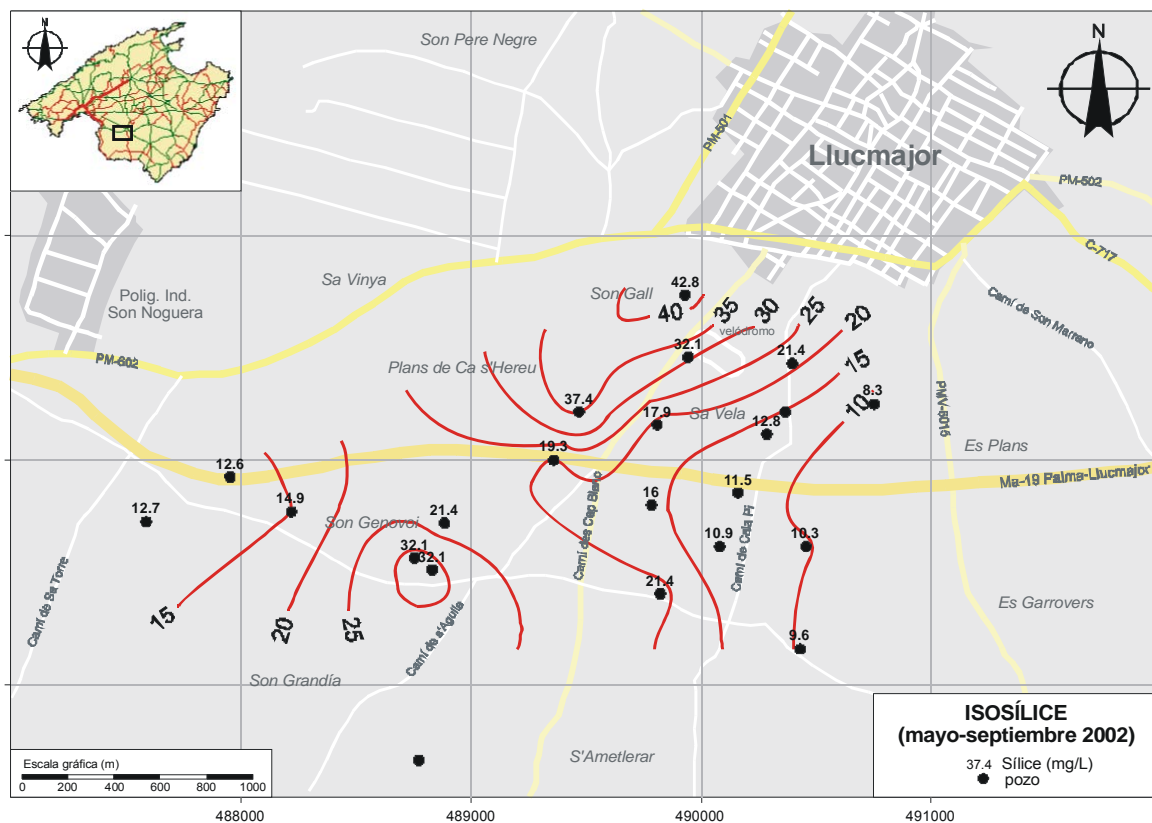 N
N
Son Pere Negre
PM-501
Llucmajor
PM-502
C-717
Sa Vinya
Polig. Ind.
Son Noguera
Son Gall
42.8
40
35
30
25
20
15
10
velódromo
Camí de Son Marrano
PM-602
Plans de Ca s'Hereu
32.1
21.4
37.4
17.9
Sa Vela
8.3
12.8
PMV-5015
Es Plans
19.3
12.6
Ma-19 Palma-Llucmajor
11.5
14.9
12.7
Son Genovei
21.4
16
Camí des Cap Blanc
Camí de Cala Pi
32.1
32.1
10.9
10.3
Camí de Sa Torre
21.4
15
20
25
Camí de s'Aguila
Es Garrovers
9.6
Son Grandía
S'Ametlerar
ISOSÍLICE
(mayo-septiembre 2002)
37.4 Sílice (mg/L)
pozo
Escala gráfica (m)
0 200 400 600 800 1000
488000 489000 490000 491000